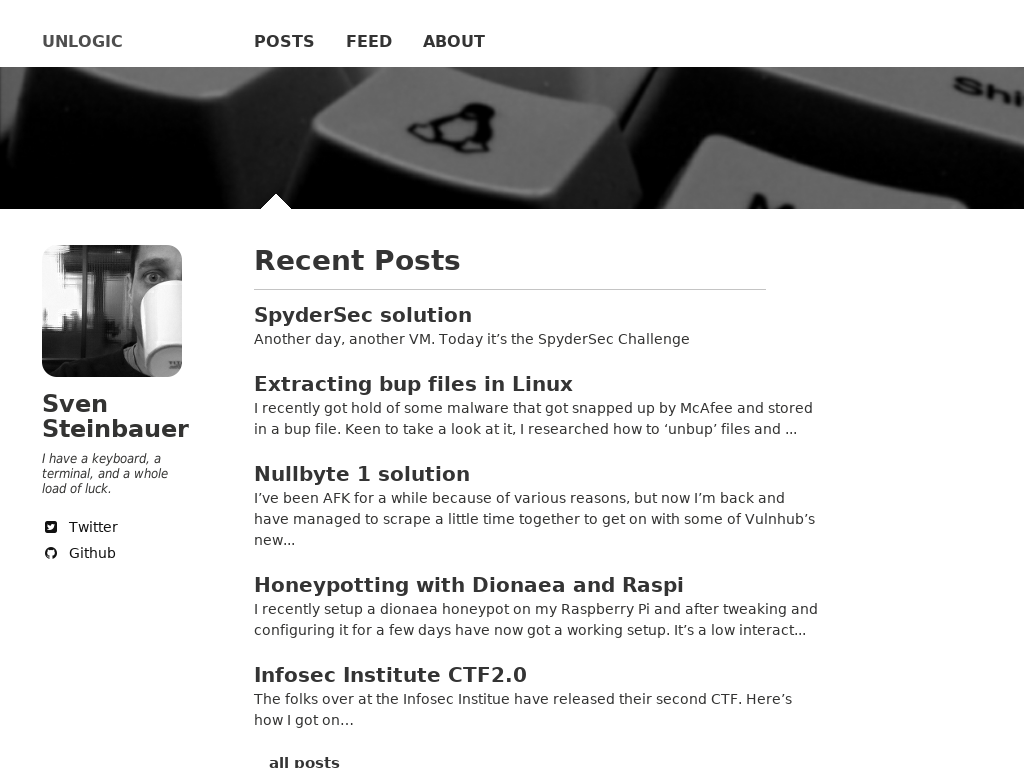 UNLOGIC
POSTS FEED ABOUT
Recent Posts
Sven
Steinbauer
I have a keyboard, a
terminal, and a whole
load of luck.
Twitter
Github
SpyderSec solution
Another day, another VM. Today it’s the SpyderSec Challenge
Extracting bup files in Linux
I recently got hold of some malware that got snapped up by McAfee and stored
in a bup file. Keen to take a look at it, I researched how to ‘unbup’ files and ...
Nullbyte 1 solution
I’ve been AFK for a while because of various reasons, but now I’m back and
have managed to scrape a little time together to get on with some of Vulnhub’s
new...
Honeypotting with Dionaea and Raspi
I recently setup a dionaea honeypot on my Raspberry Pi and after tweaking and
configuring it for a few days have now got a working setup. It’s a low interact...
Infosec Institute CTF2.0
The folks over at the Infosec Institue have released their second CTF. Here’s
how I got on…
all posts